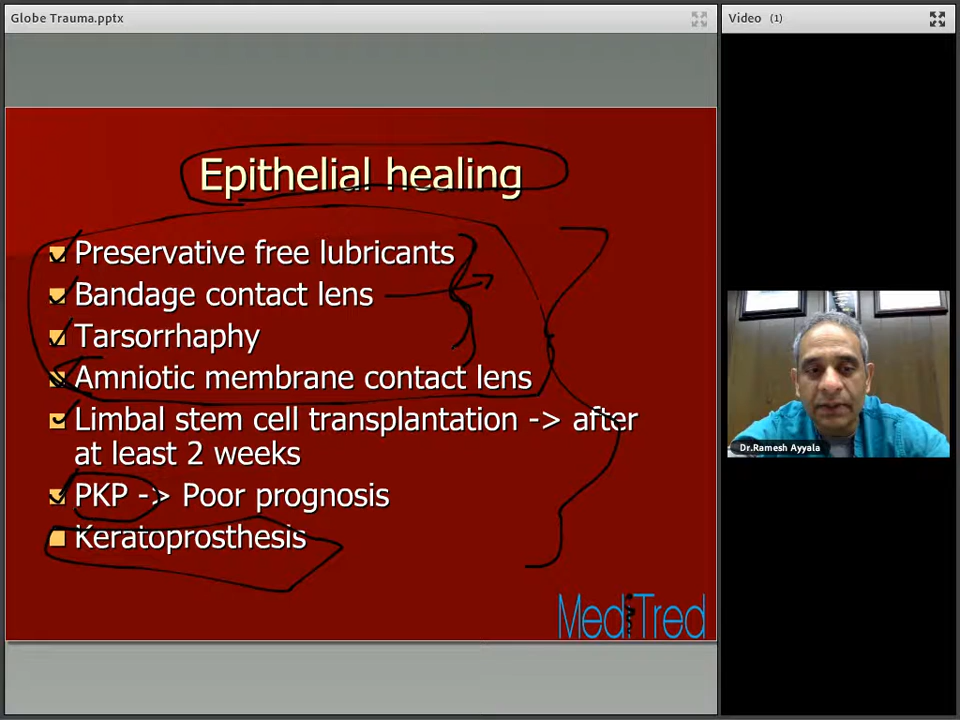 Globe Trauma.pptx
Video (1)
Epithelial healing
Preservative free lubricants
Bandage contact lens
Tarsorrhaphy
Amniotic membrane contact lens
Limbal stem cell transplantation -> after
at least 2 weeks
PKP -> Poor prognosis
Keratoprosthesis
Dr.Ramesh Ayyala
MediTred